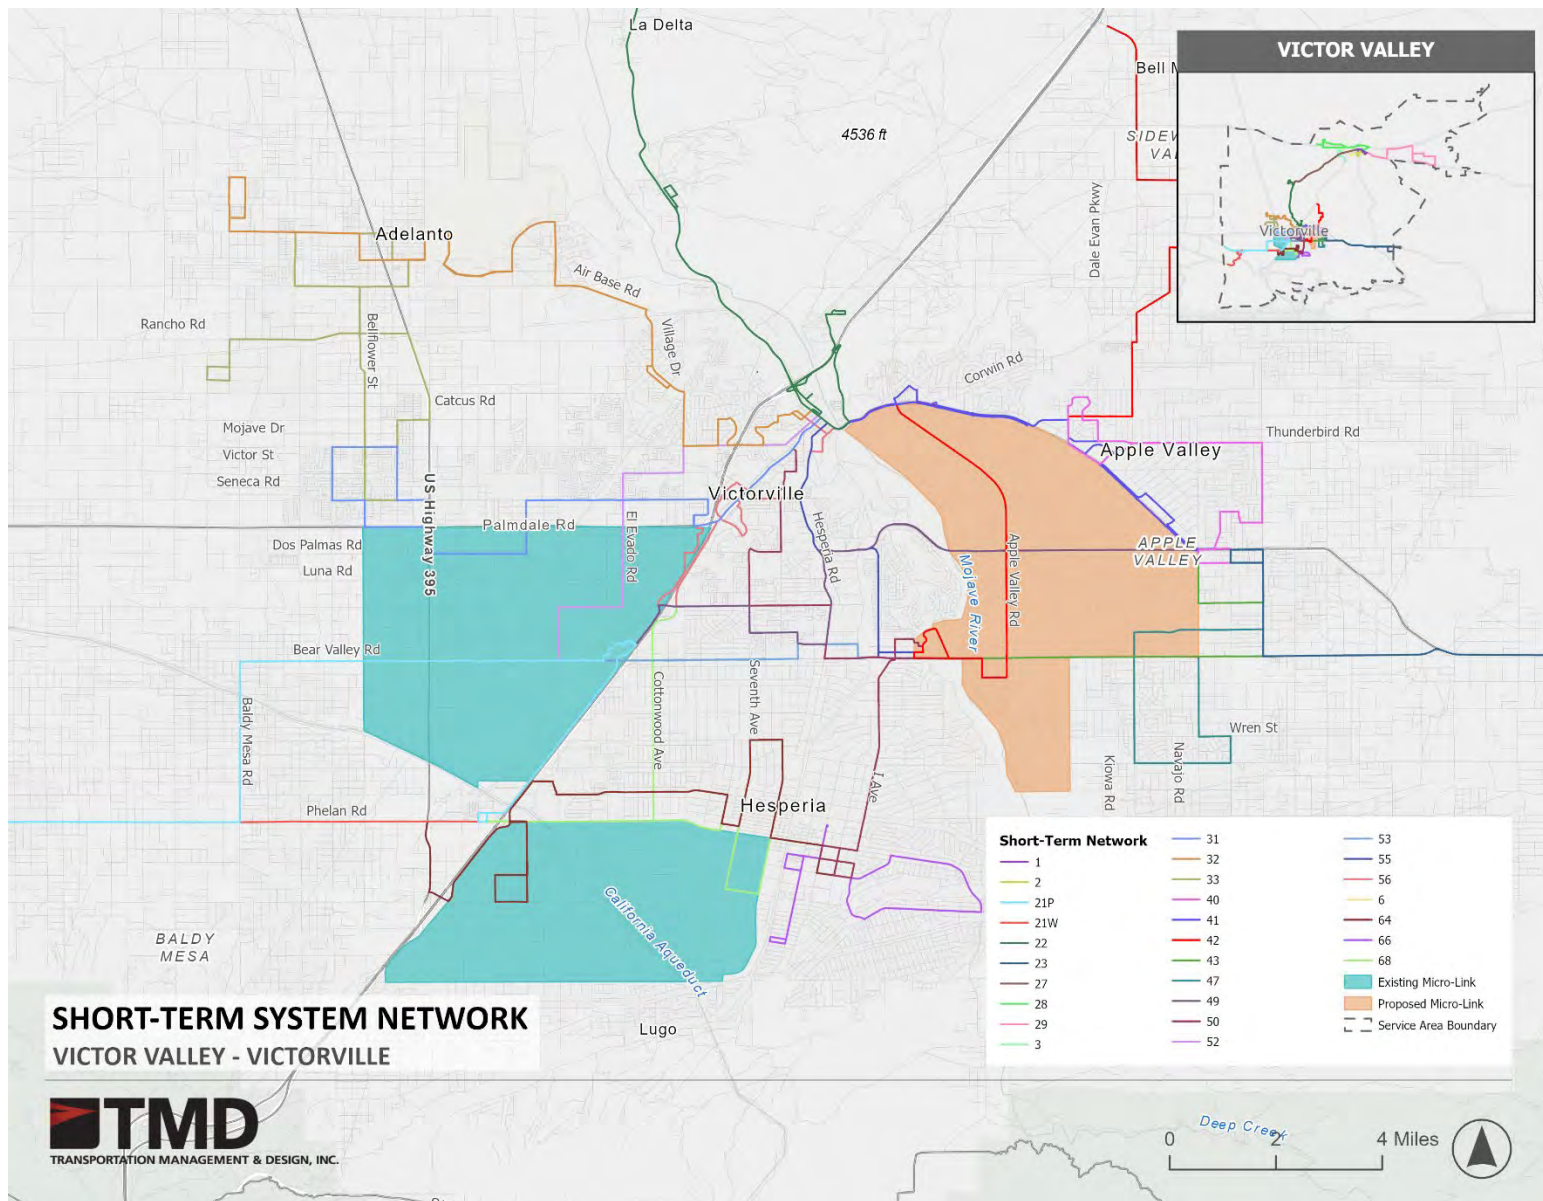 La Delta
VICTOR VALLEY
Bell M
4536 ft
SIDEW
VAL
Dale Evan Pkwy
Victorville
Adelanto
Air Base Rd
Rancho Rd
Bellflower St
Village Dr
Corwin Rd
Catcus Rd
Mojave Dr
Victor St
Seneca Rd
Thunderbird Rd
Apple Valley
US Highway 395
Victorville
Palmdale Rd
El Evado Rd
Hesperia Rd
Dos Palmas Rd
Luna Rd
Mojave River
Apple Valley Rd
APPLE
VALLEY
Bear Valley Rd
Baldy Mesa Rd
Cottonwood Ave
Seventh Ave
I Ave
Kiowa Rd
Navajo Rd
Wren St
Phelan Rd
Hesperia
California Aqueduct
BALDY
MESA
Lugo
Short-Term Network
1
2
21P
21W
22
23
27
28
29
3
31
32
33
40
41
42
43
47
49
50
52
53
55
56
6
64
66
68
Existing Micro-Link
Proposed Micro-Link
Service Area Boundary
SHORT-TERM SYSTEM NETWORK
VICTOR VALLEY - VICTORVILLE
TMD
TRANSPORTATION MANAGEMENT & DESIGN, INC.
Deep Creek
0 2 4 Miles